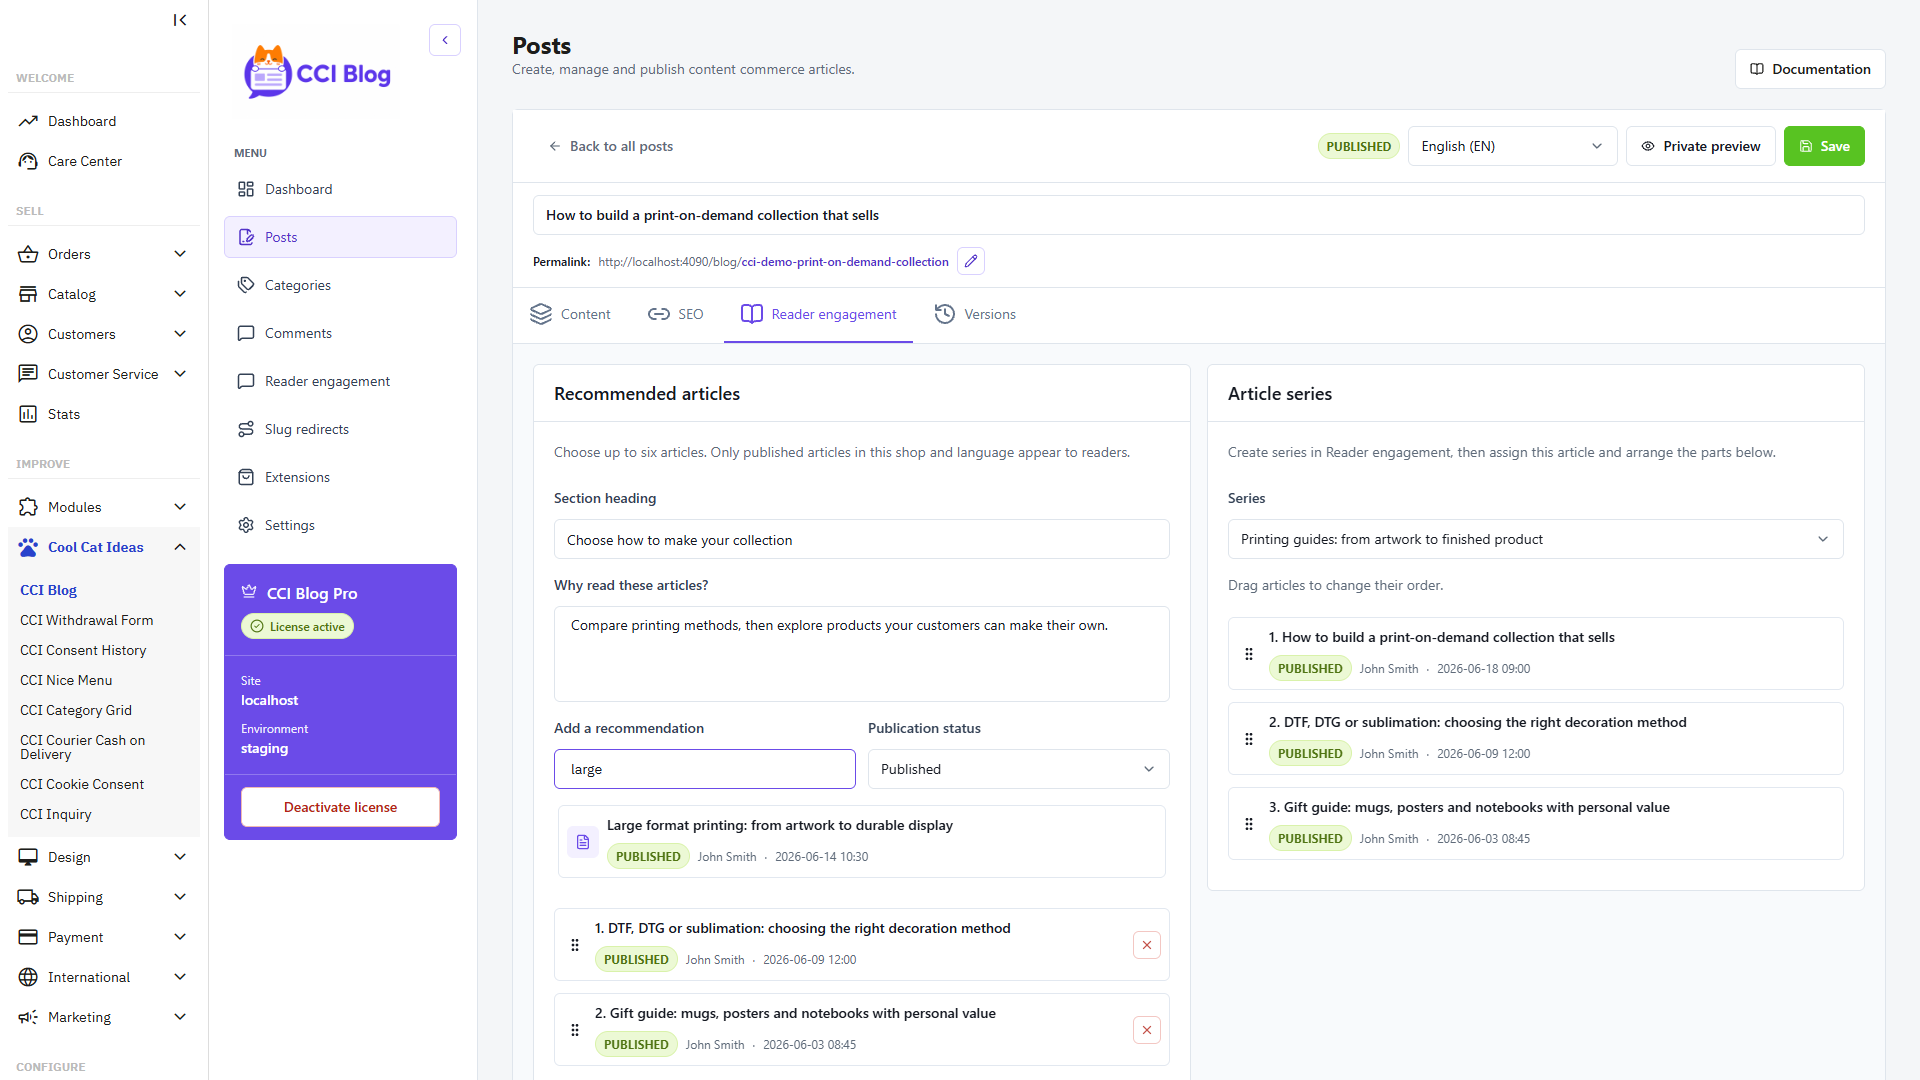 WELCOME
Dashboard
Care Center
SELL
Orders
Catalog
Customers
Customer Service
Stats
IMPROVE
Modules
Cool Cat Ideas
CCI Blog
CCI Withdrawal Form
CCI Consent History
CCI Nice Menu
CCI Category Grid
CCI Courier Cash on
Delivery
CCI Cookie Consent
CCI Inquiry
Design
Shipping
Payment
International
Marketing
CONFIGURE
CCI Blog
MENU
Dashboard
Posts
Categories
Comments
Reader engagement
Slug redirects
Extensions
Settings
CCI Blog Pro
License active
Site
localhost
Environment
staging
Deactivate license
Posts
Create, manage and publish content commerce articles.
Documentation
Back to all posts
PUBLISHED
English (EN)
Private preview
Save
How to build a print-on-demand collection that sells
Permalink: http://localhost:4090/blog/cci-demo-print-on-demand-collection
Content
SEO
Reader engagement
Versions
Recommended articles
Choose up to six articles. Only published articles in this shop and language appear to readers.
Section heading
Choose how to make your collection
Why read these articles?
Compare printing methods, then explore products your customers can make their own.
Add a recommendation
Publication status
large
Published
Large format printing: from artwork to durable display
PUBLISHED John Smith · 2026-06-14 10:30
1. DTF, DTG or sublimation: choosing the right decoration method
PUBLISHED John Smith · 2026-06-09 12:00
2. Gift guide: mugs, posters and notebooks with personal value
PUBLISHED John Smith · 2026-06-03 08:45
Article series
Create series in Reader engagement, then assign this article and arrange the parts below.
Series
Printing guides: from artwork to finished product
Drag articles to change their order.
1. How to build a print-on-demand collection that sells
PUBLISHED John Smith · 2026-06-18 09:00
2. DTF, DTG or sublimation: choosing the right decoration method
PUBLISHED John Smith · 2026-06-09 12:00
3. Gift guide: mugs, posters and notebooks with personal value
PUBLISHED John Smith · 2026-06-03 08:45